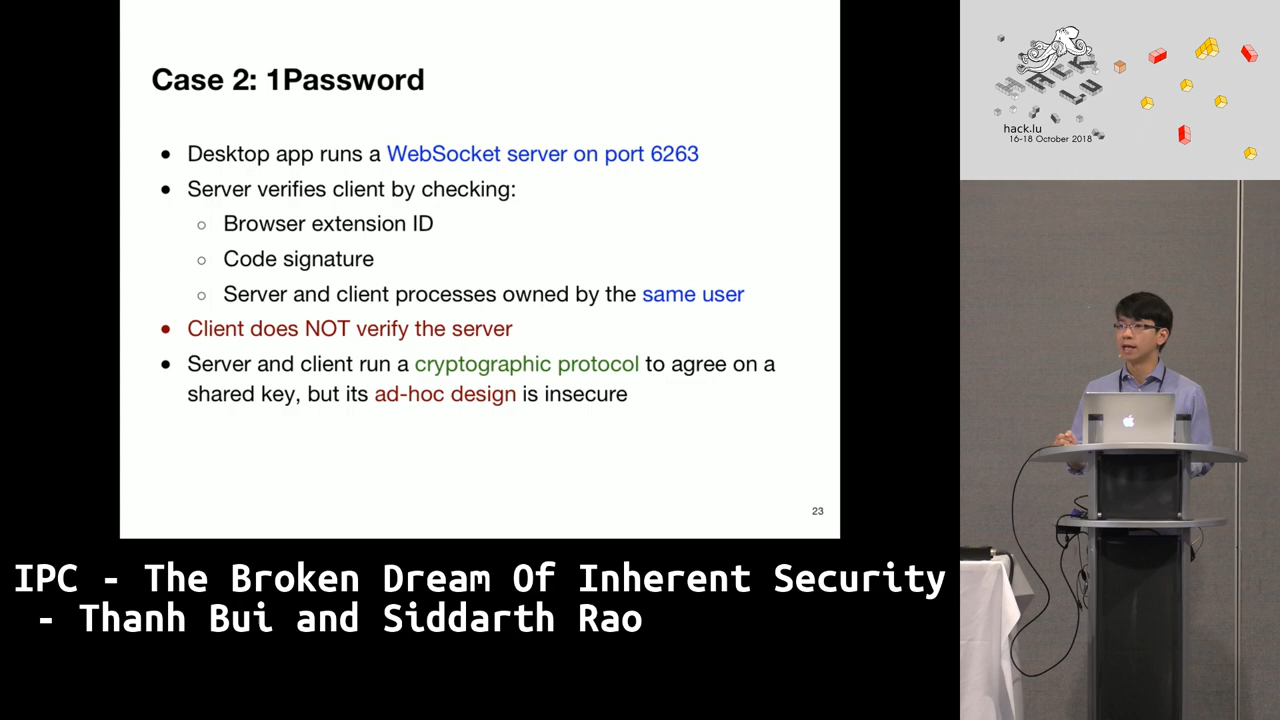 Case 2: 1Password
● Desktop app runs a WebSocket server on port 6263
● Server verifies client by checking:
○ Browser extension ID
○ Code signature
○ Server and client processes owned by the same user
● Client does NOT verify the server
● Server and client run a cryptographic protocol to agree on a
shared key, but its ad-hoc design is insecure
23
HACK
LU
hack.lu
16-18 October 2018
IPC - The Broken Dream Of Inherent Security
- Thanh Bui and Siddarth Rao